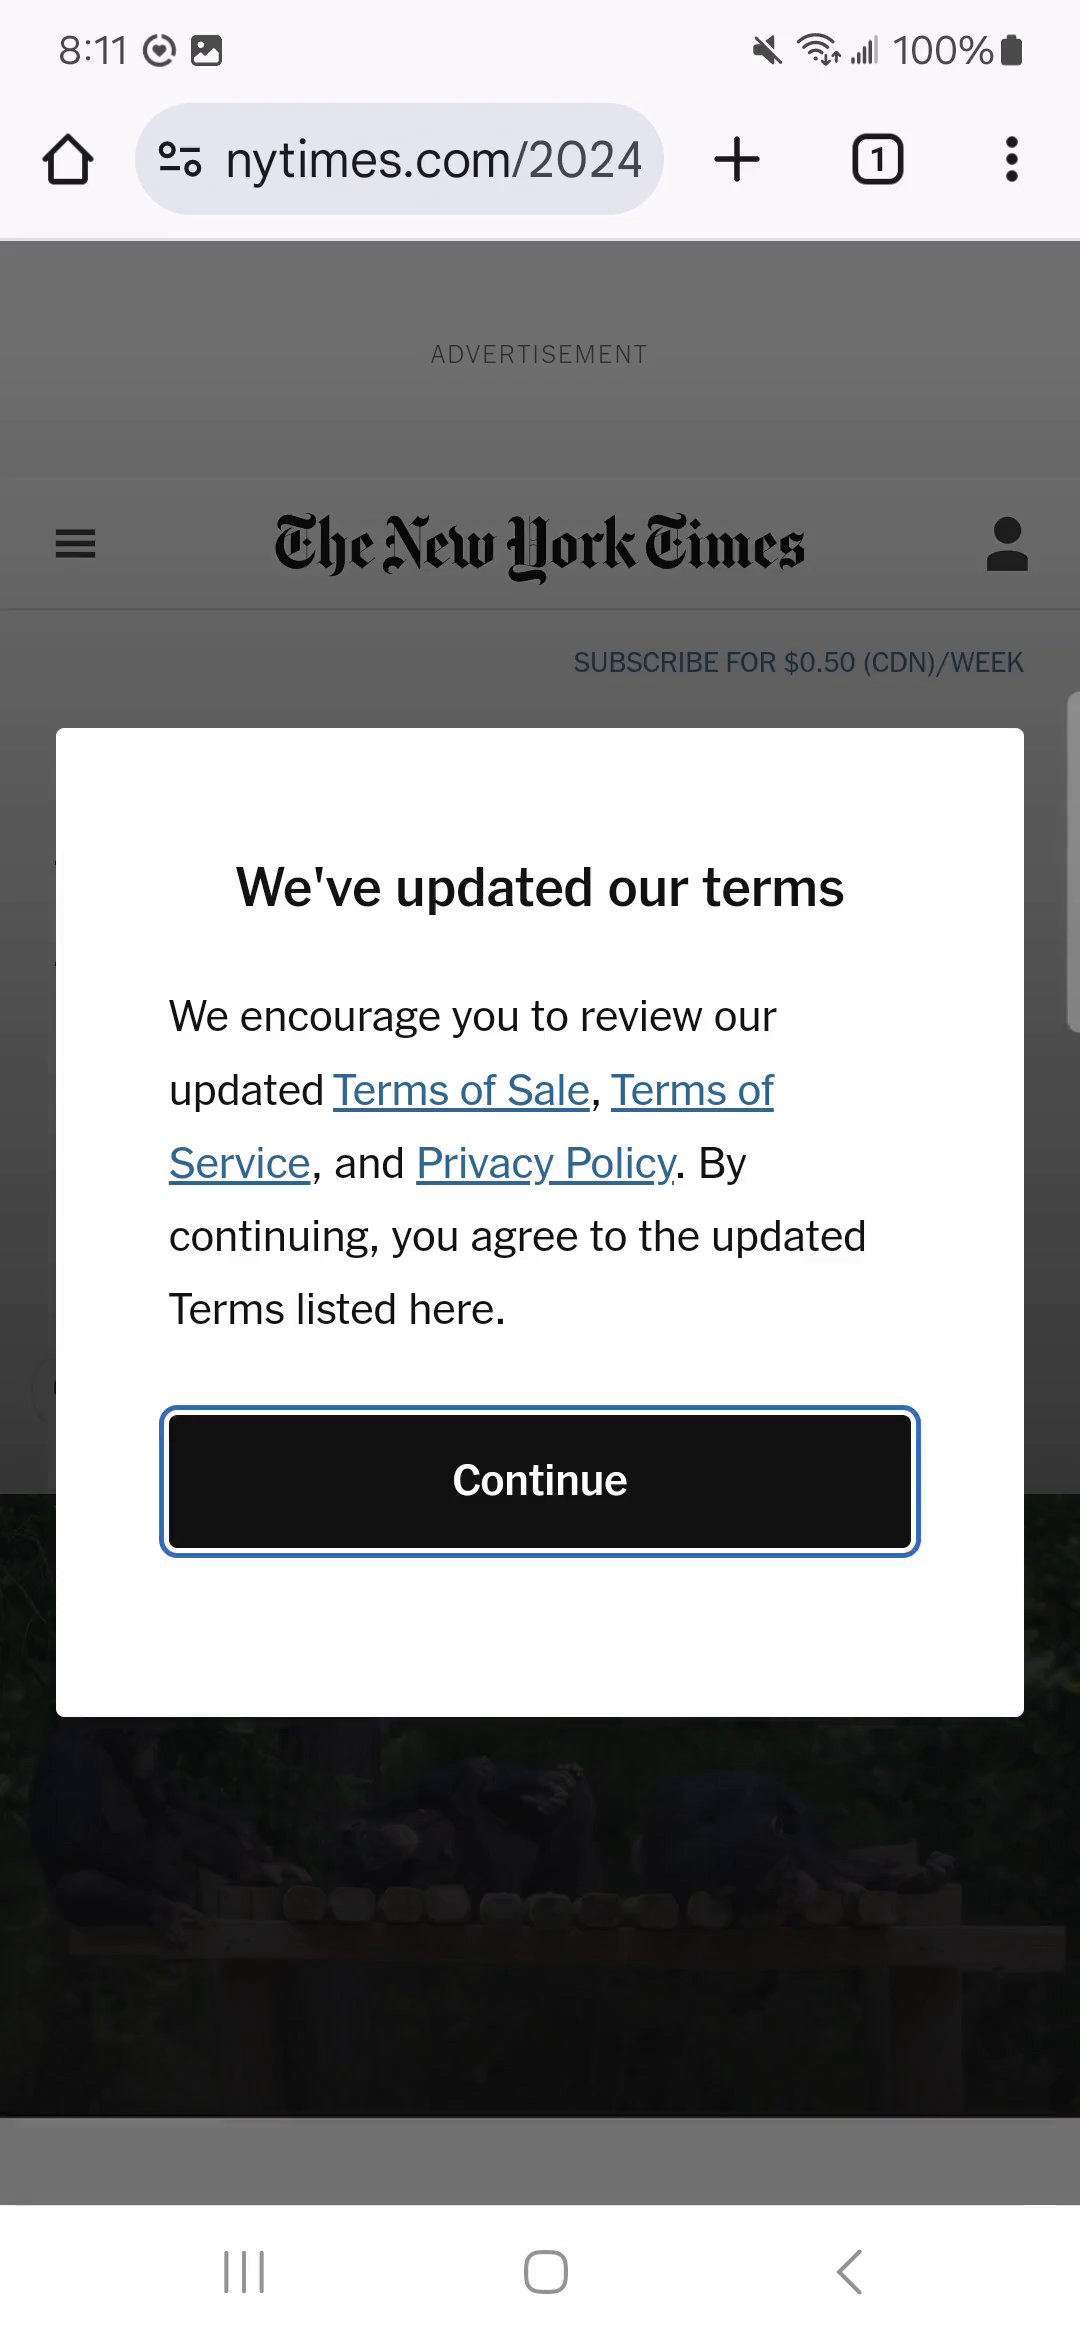 8:11
100%
nytimes.com/2024
1
ADVERTISEMENT
The New York Times
SUBSCRIBE FOR $0.50 (CDN)/WEEK
We've updated our terms
We encourage you to review our
updated Terms of Sale, Terms of
Service, and Privacy Policy. By
continuing, you agree to the updated
Terms listed here.
Continue